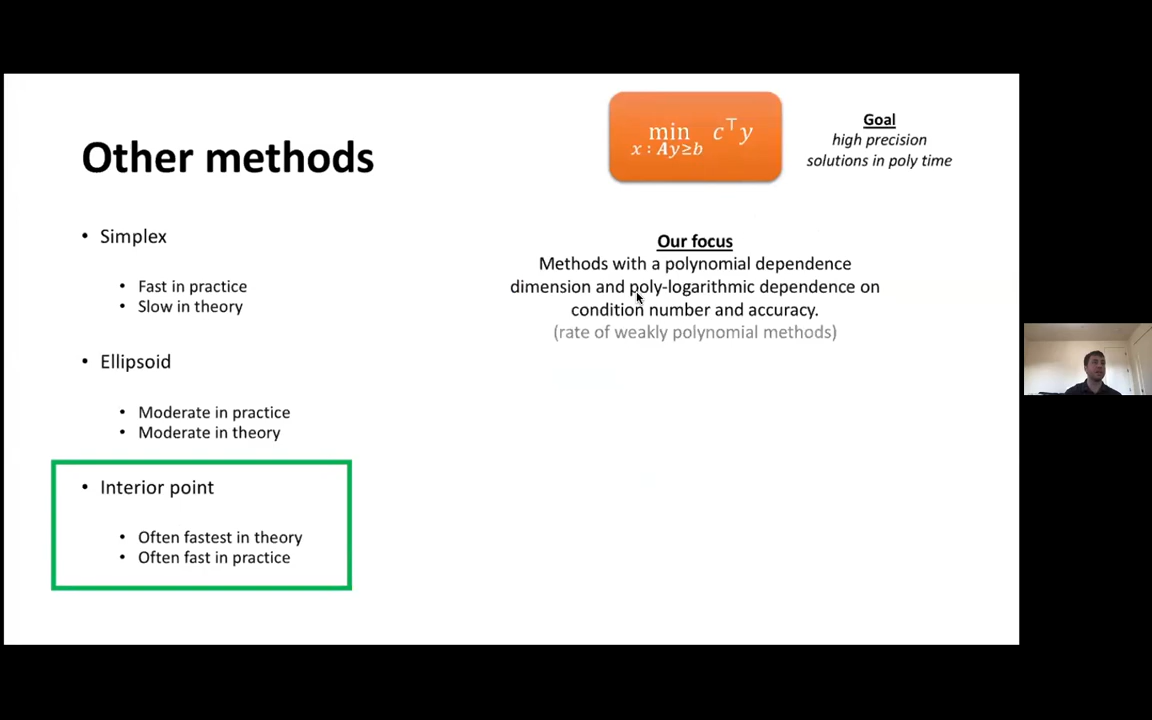 Other methods
min c⊤y
x : Ay≥b
Goal
high precision
solutions in poly time
• Simplex
• Fast in practice
• Slow in theory
• Ellipsoid
• Moderate in practice
• Moderate in theory
• Interior point
• Often fastest in theory
• Often fast in practice
Our focus
Methods with a polynomial dependence
dimension and poly-logarithmic dependence on
condition number and accuracy.
(rate of weakly polynomial methods)